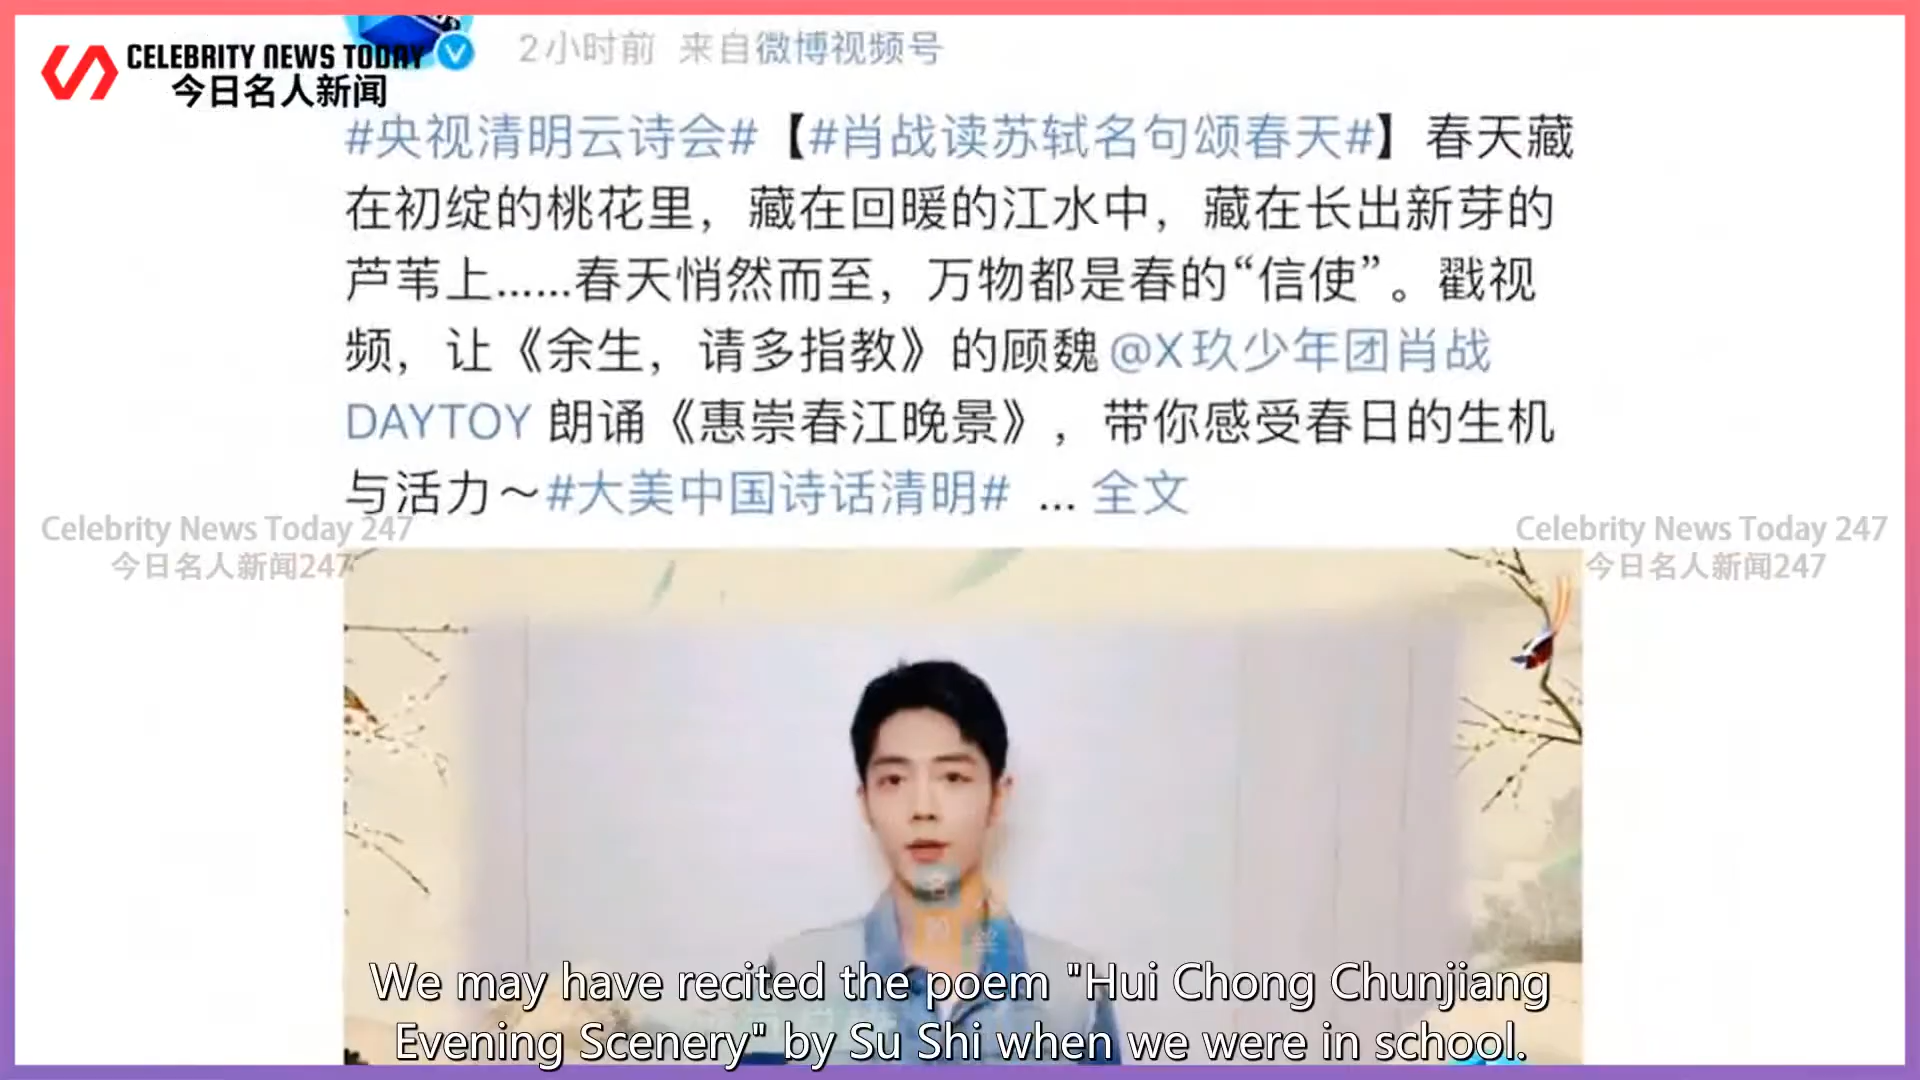 CELEBRITY NEWS TODAY
今日名人新闻
2小时前 来自微博视频号
#央视清明云诗会#【#肖战读苏轼名句颂春天#】春天藏
在初绽的桃花里，藏在回暖的江水中，藏在长出新芽的
芦苇上……春天悄然而至，万物都是春的“信使”。戳视
频，让《余生，请多指教》的顾魏@X玖少年团肖战
DAYTOY 朗诵《惠崇春江晚景》，带你感受春日的生机
与活力～#大美中国诗话清明# ... 全文
Celebrity News Today 247
今日名人新闻247
Celebrity News Today 247
今日名人新闻247
We may have recited the poem "Hui Chong Chunjiang
Evening Scenery" by Su Shi when we were in school.